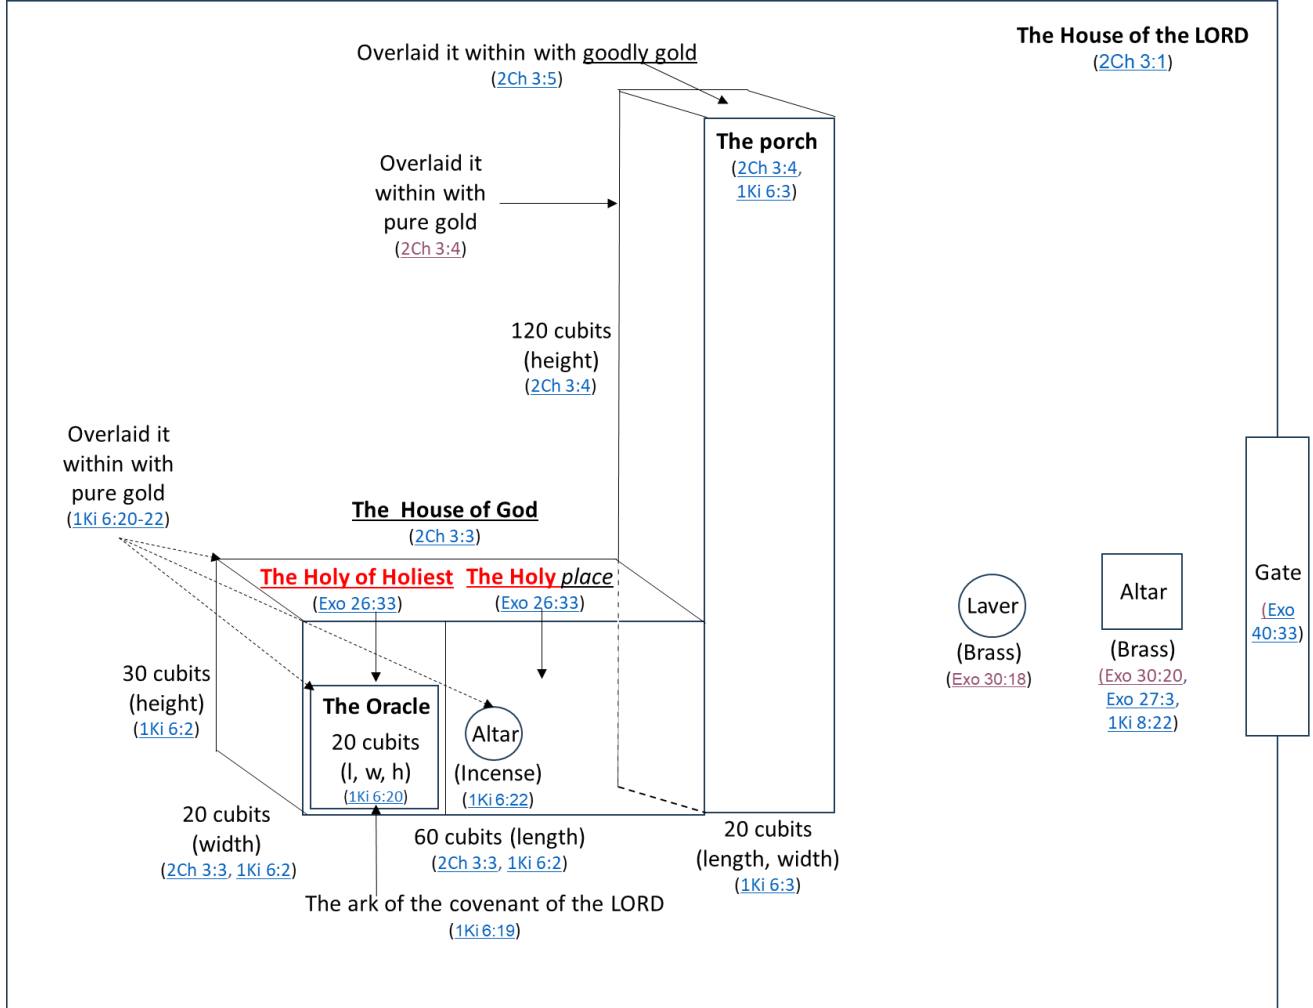 The House of the LORD
(2Ch 3:1)
Overlaid it within with goodly gold
(2Ch 3:5)
The porch
(2Ch 3:4,
1Ki 6:3)
Overlaid it
within with
pure gold
(2Ch 3:4)
120 cubits
(height)
(2Ch 3:4)
Overlaid it
within with
pure gold
(1Ki 6:20-22)
The House of God
(2Ch 3:3)
The Holy of Holiest
(Exo 26:33)
The Holy place
(Exo 26:33)
30 cubits
(height)
(1Ki 6:2)
The Oracle
20 cubits
(l, w, h)
(1Ki 6:20)
Altar
(Incense)
(1Ki 6:22)
20 cubits
(width)
(2Ch 3:3, 1Ki 6:2)
60 cubits (length)
(2Ch 3:3, 1Ki 6:2)
20 cubits
(length, width)
(1Ki 6:3)
The ark of the covenant of the LORD
(1Ki 6:19)
Laver
(Brass)
(Exo 30:18)
Altar
(Brass)
(Exo 30:20,
Exo 27:3,
1Ki 8:22)
Gate
(Exo
40:33)